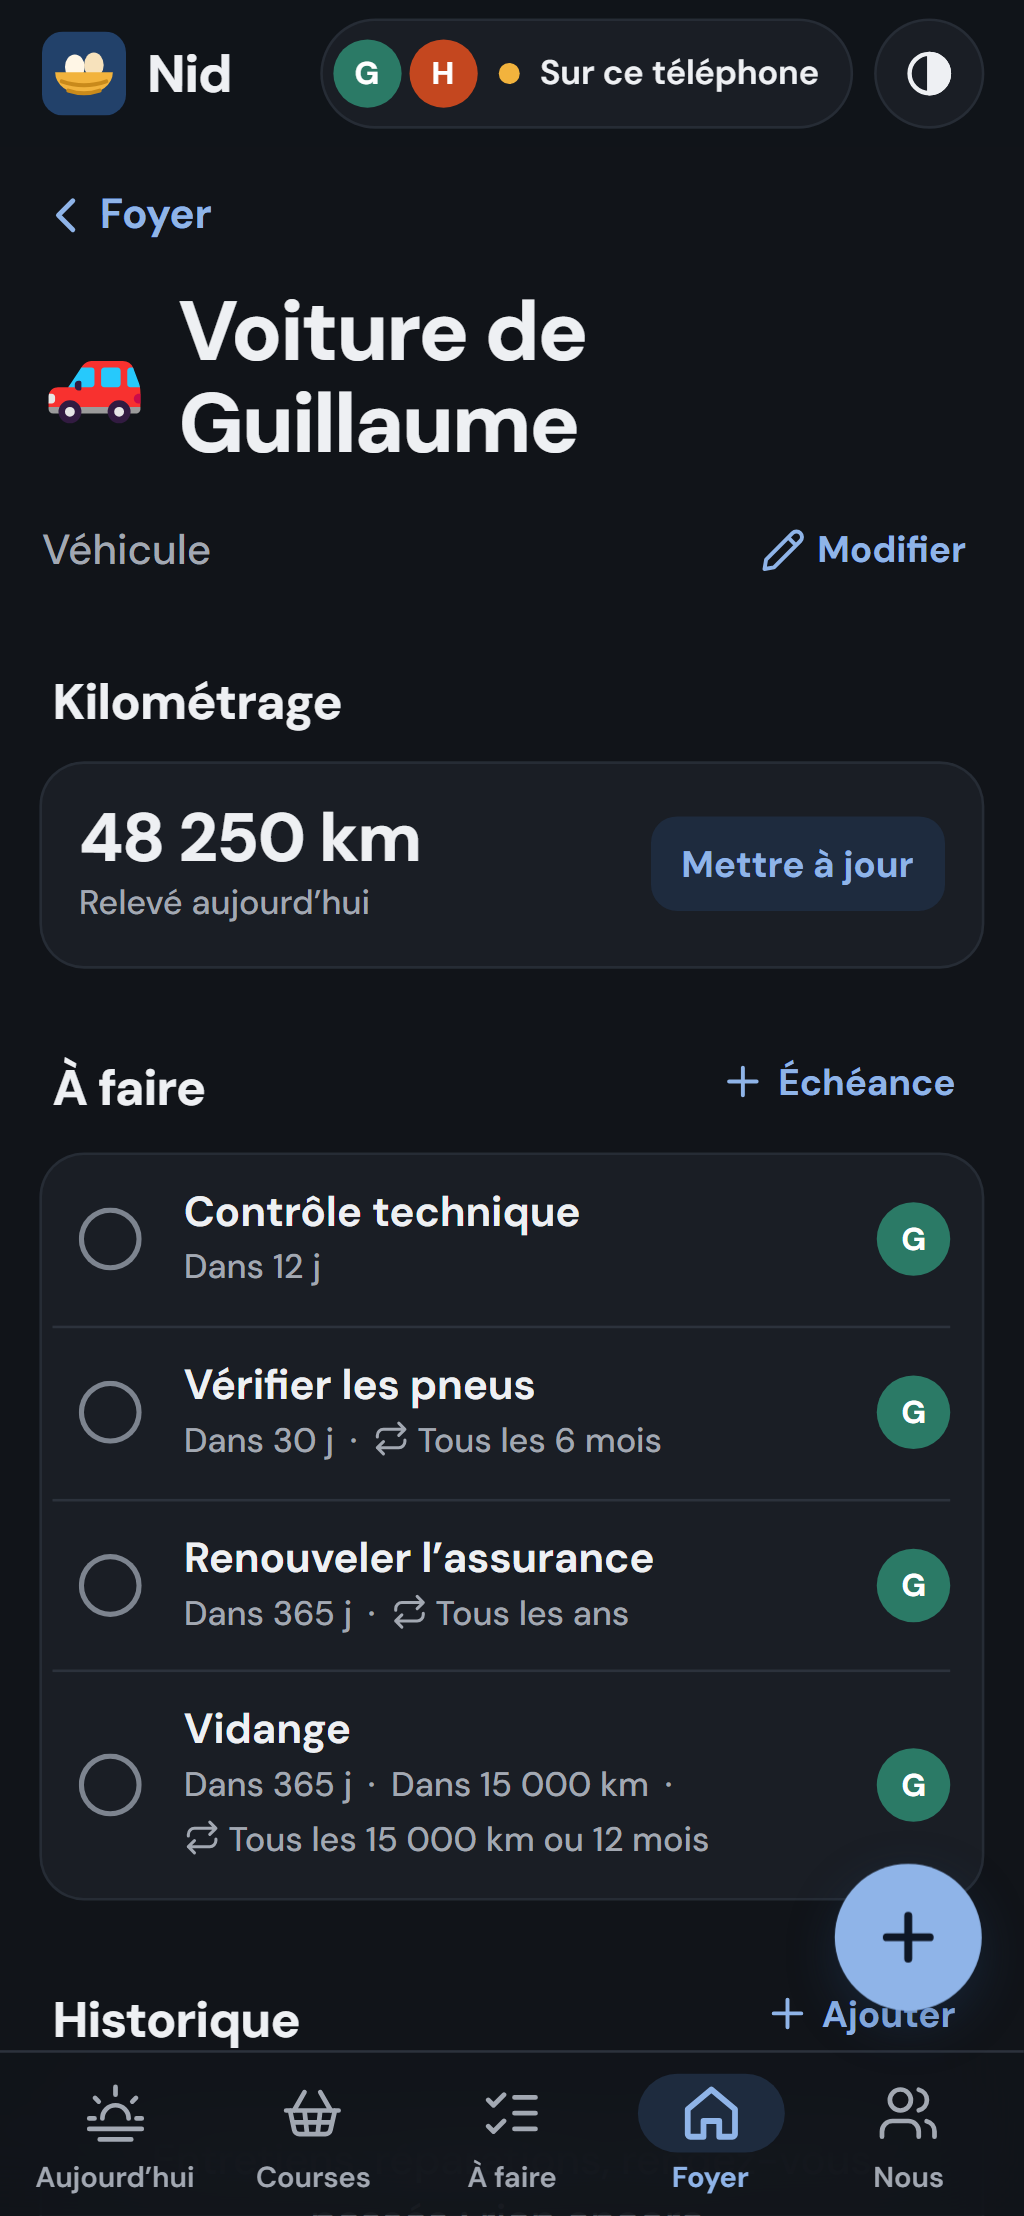 Nid
G H Sur ce téléphone
Foyer
Voiture de
Guillaume
Véhicule
Modifier
Kilométrage
48 250 km
Relevé aujourd’hui
Mettre à jour
À faire
Échéance
Contrôle technique
Dans 12 j
G
Vérifier les pneus
Dans 30 j · Tous les 6 mois
G
Renouveler l’assurance
Dans 365 j · Tous les ans
G
Vidange
Dans 365 j · Dans 15 000 km ·
Tous les 15 000 km ou 12 mois
G
Historique
Ajouter
Aujourd’hui
Courses
À faire
Foyer
Nous